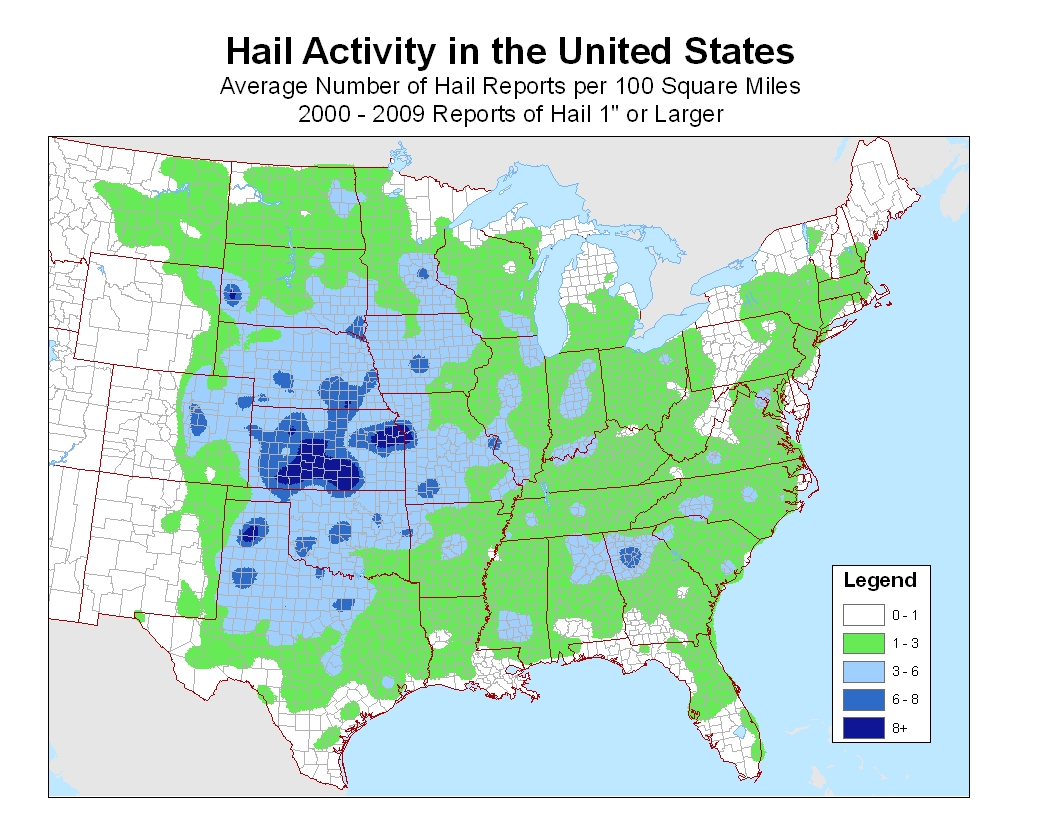 Hail Activity in the United States
Average Number of Hail Reports per 100 Square Miles
2000 - 2009 Reports of Hail 1" or Larger
Legend
0 - 1
1 - 3
3 - 6
6 - 8
8+